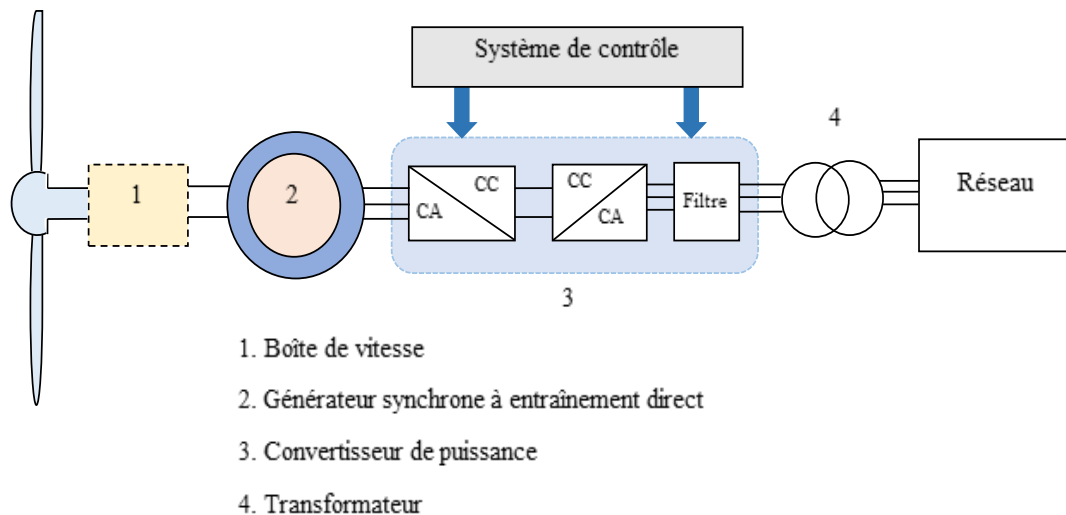 Système de contrôle
4
1
2
CC
CA
CC
CA
Filtre
Réseau
3
1. Boîte de vitesse
2. Générateur synchrone à entraînement direct
3. Convertisseur de puissance
4. Transformateur